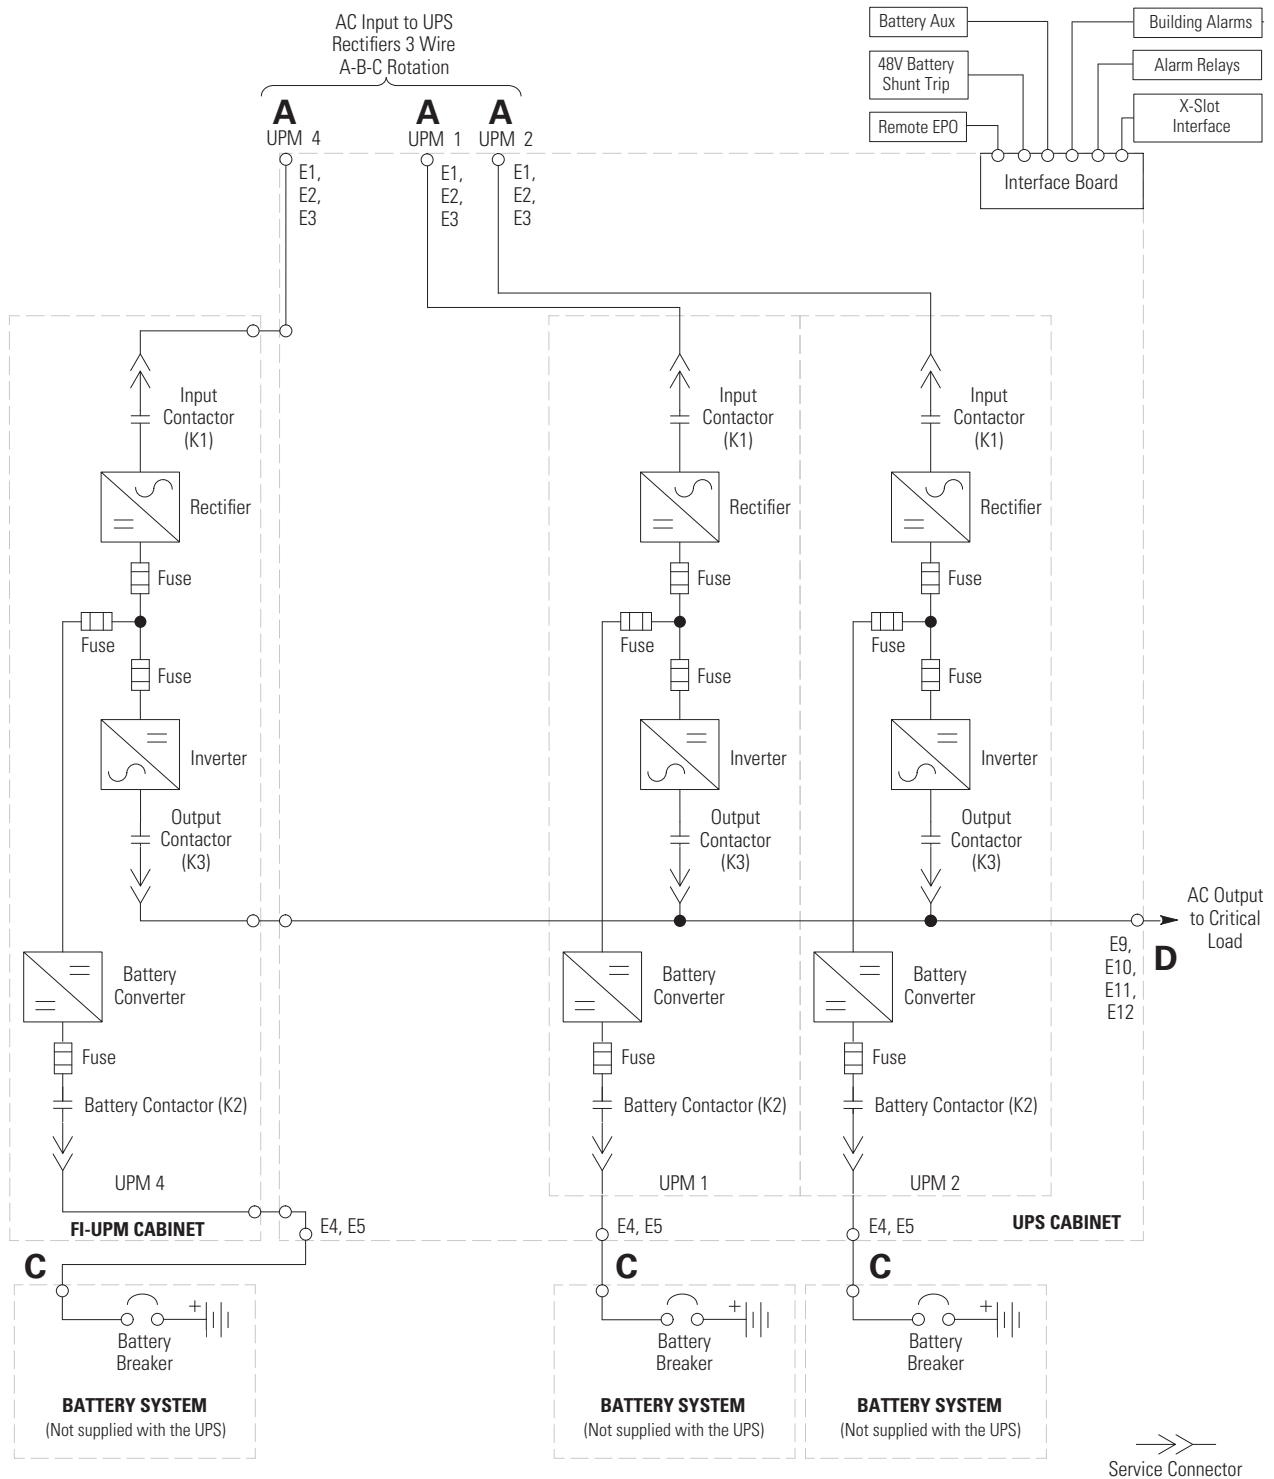 AC Input to UPS
Rectifiers 3 Wire
A-B-C Rotation
A
UPM 4
A
UPM 1
A
UPM 2
E1,
E2,
E3
E1,
E2,
E3
E1,
E2,
E3
Battery Aux
48V Battery
Shunt Trip
Remote EPO
Building Alarms
Alarm Relays
X-Slot
Interface
Interface Board
Input
Contactor
(K1)
Rectifier
Fuse
Fuse
Fuse
Inverter
Output
Contactor
(K3)
Battery
Converter
Fuse
Battery Contactor (K2)
UPM 4
FI-UPM CABINET
Input
Contactor
(K1)
Rectifier
Fuse
Fuse
Fuse
Inverter
Output
Contactor
(K3)
Battery
Converter
Fuse
Battery Contactor (K2)
UPM 1
Input
Contactor
(K1)
Rectifier
Fuse
Fuse
Fuse
Inverter
Output
Contactor
(K3)
Battery
Converter
Fuse
Battery Contactor (K2)
UPM 2
AC Output
to Critical
Load
D
E9,
E10,
E11,
E12
UPS CABINET
E4, E5
E4, E5
E4, E5
C
C
C
+
Battery
Breaker
BATTERY SYSTEM
(Not supplied with the UPS)
+
Battery
Breaker
BATTERY SYSTEM
(Not supplied with the UPS)
+
Battery
Breaker
BATTERY SYSTEM
(Not supplied with the UPS)
Service Connector